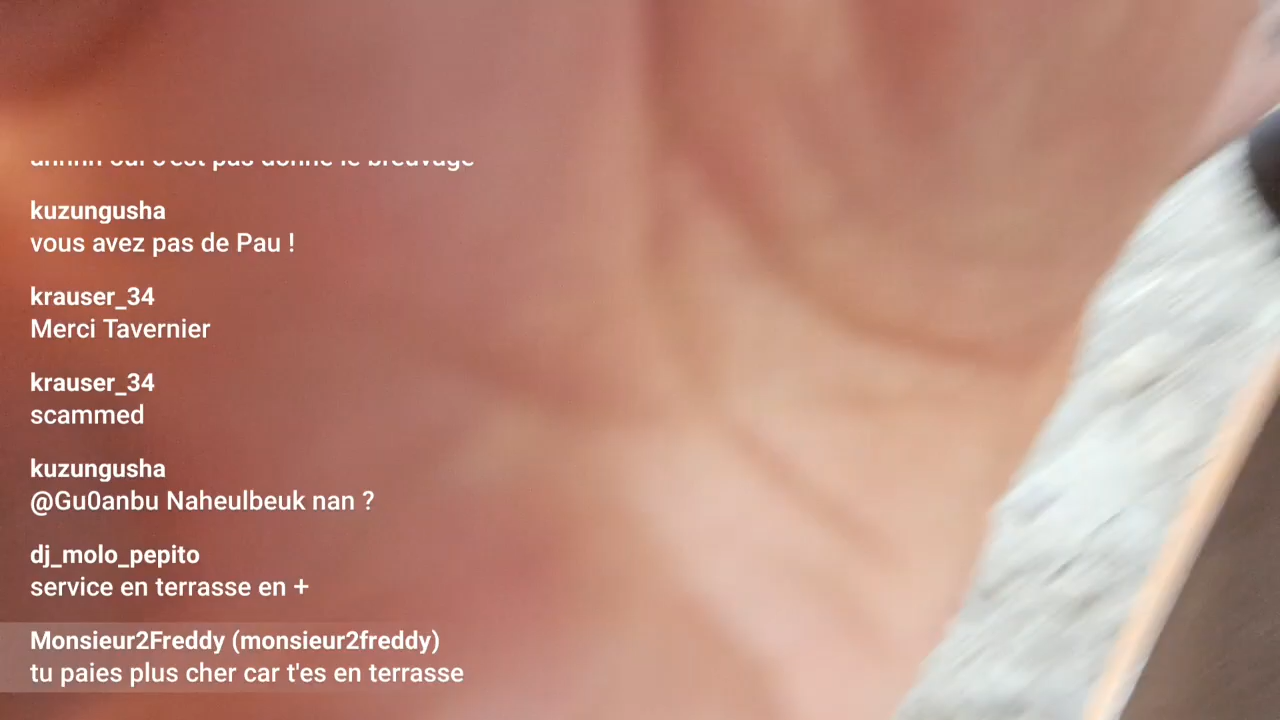 kuzungusha
vous avez pas de Pau !
krauser_34
Merci Tavernier
krauser_34
scammed
kuzungusha
@Gu0anbu Naheulbeuk nan ?
dj_molo_pepito
service en terrasse en +
Monsieur2Freddy (monsieur2freddy)
tu paies plus cher car t'es en terrasse